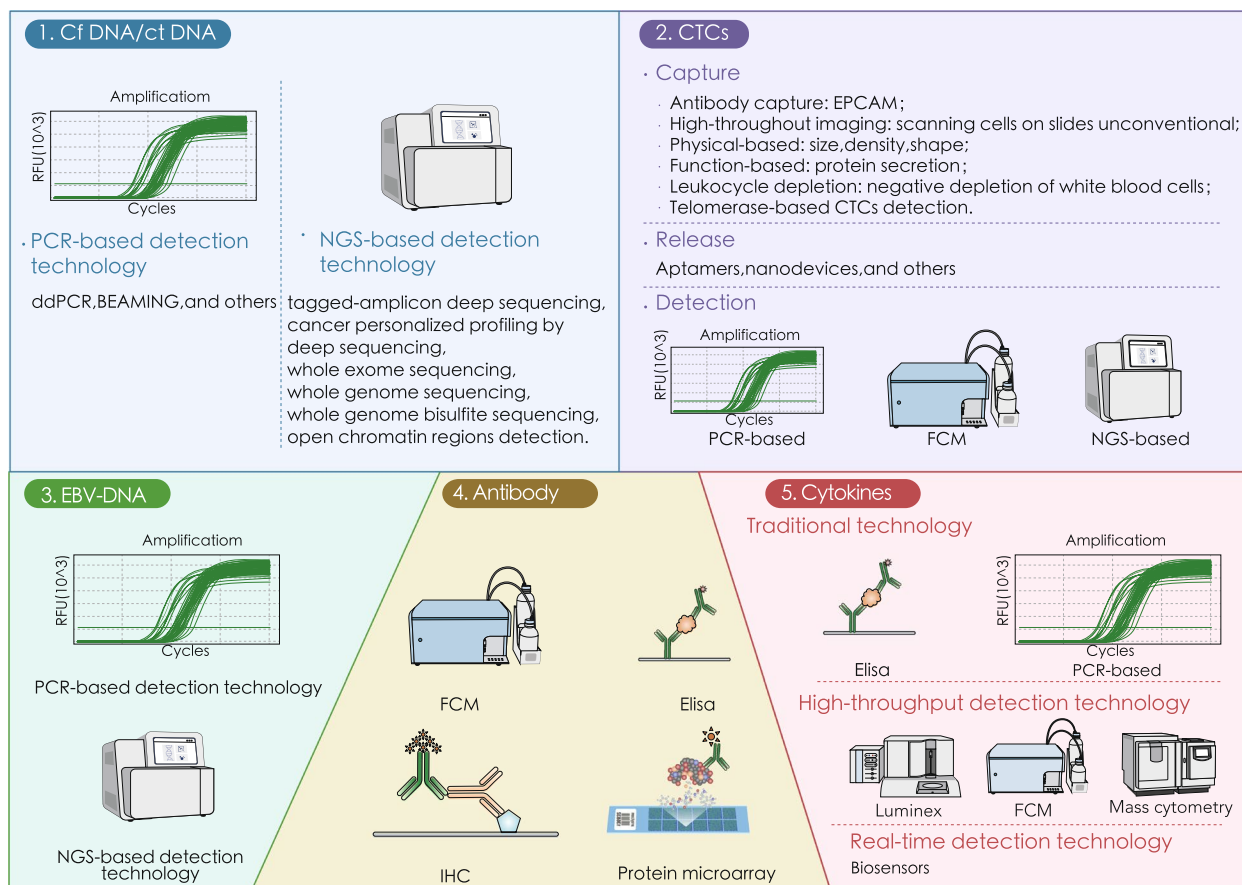 1. Cf DNA/ct DNA
Amplificatiom
RFU(10^3)
Cycles
· PCR-based detection
technology
ddPCR,BEAMING,and others
· NGS-based detection
technology
tagged-amplicon deep sequencing,
cancer personalized profiling by
deep sequencing,
whole exome sequencing,
whole genome sequencing,
whole genome bisulfite sequencing,
open chromatin regions detection.
2. CTCs
· Capture
· Antibody capture: EPCAM;
· High-throughout imaging: scanning cells on slides unconventional;
· Physical-based: size,density,shape;
· Function-based: protein secretion;
· Leukocycle depletion: negative depletion of white blood cells;
· Telomerase-based CTCs detection.
· Release
Aptamers,nanodevices,and others
· Detection
Amplificatiom
RFU(10^3)
Cycles
PCR-based
FCM
NGS-based
3. EBV-DNA
Amplificatiom
RFU(10^3)
Cycles
PCR-based detection technology
NGS-based detection
technology
4. Antibody
FCM
Elisa
IHC
Protein microarray
5. Cytokines
Traditional technology
Elisa
Amplificatiom
RFU(10^3)
Cycles
PCR-based
High-throughput detection technology
Luminex
FCM
Mass cytometry
Real-time detection technology
Biosensors